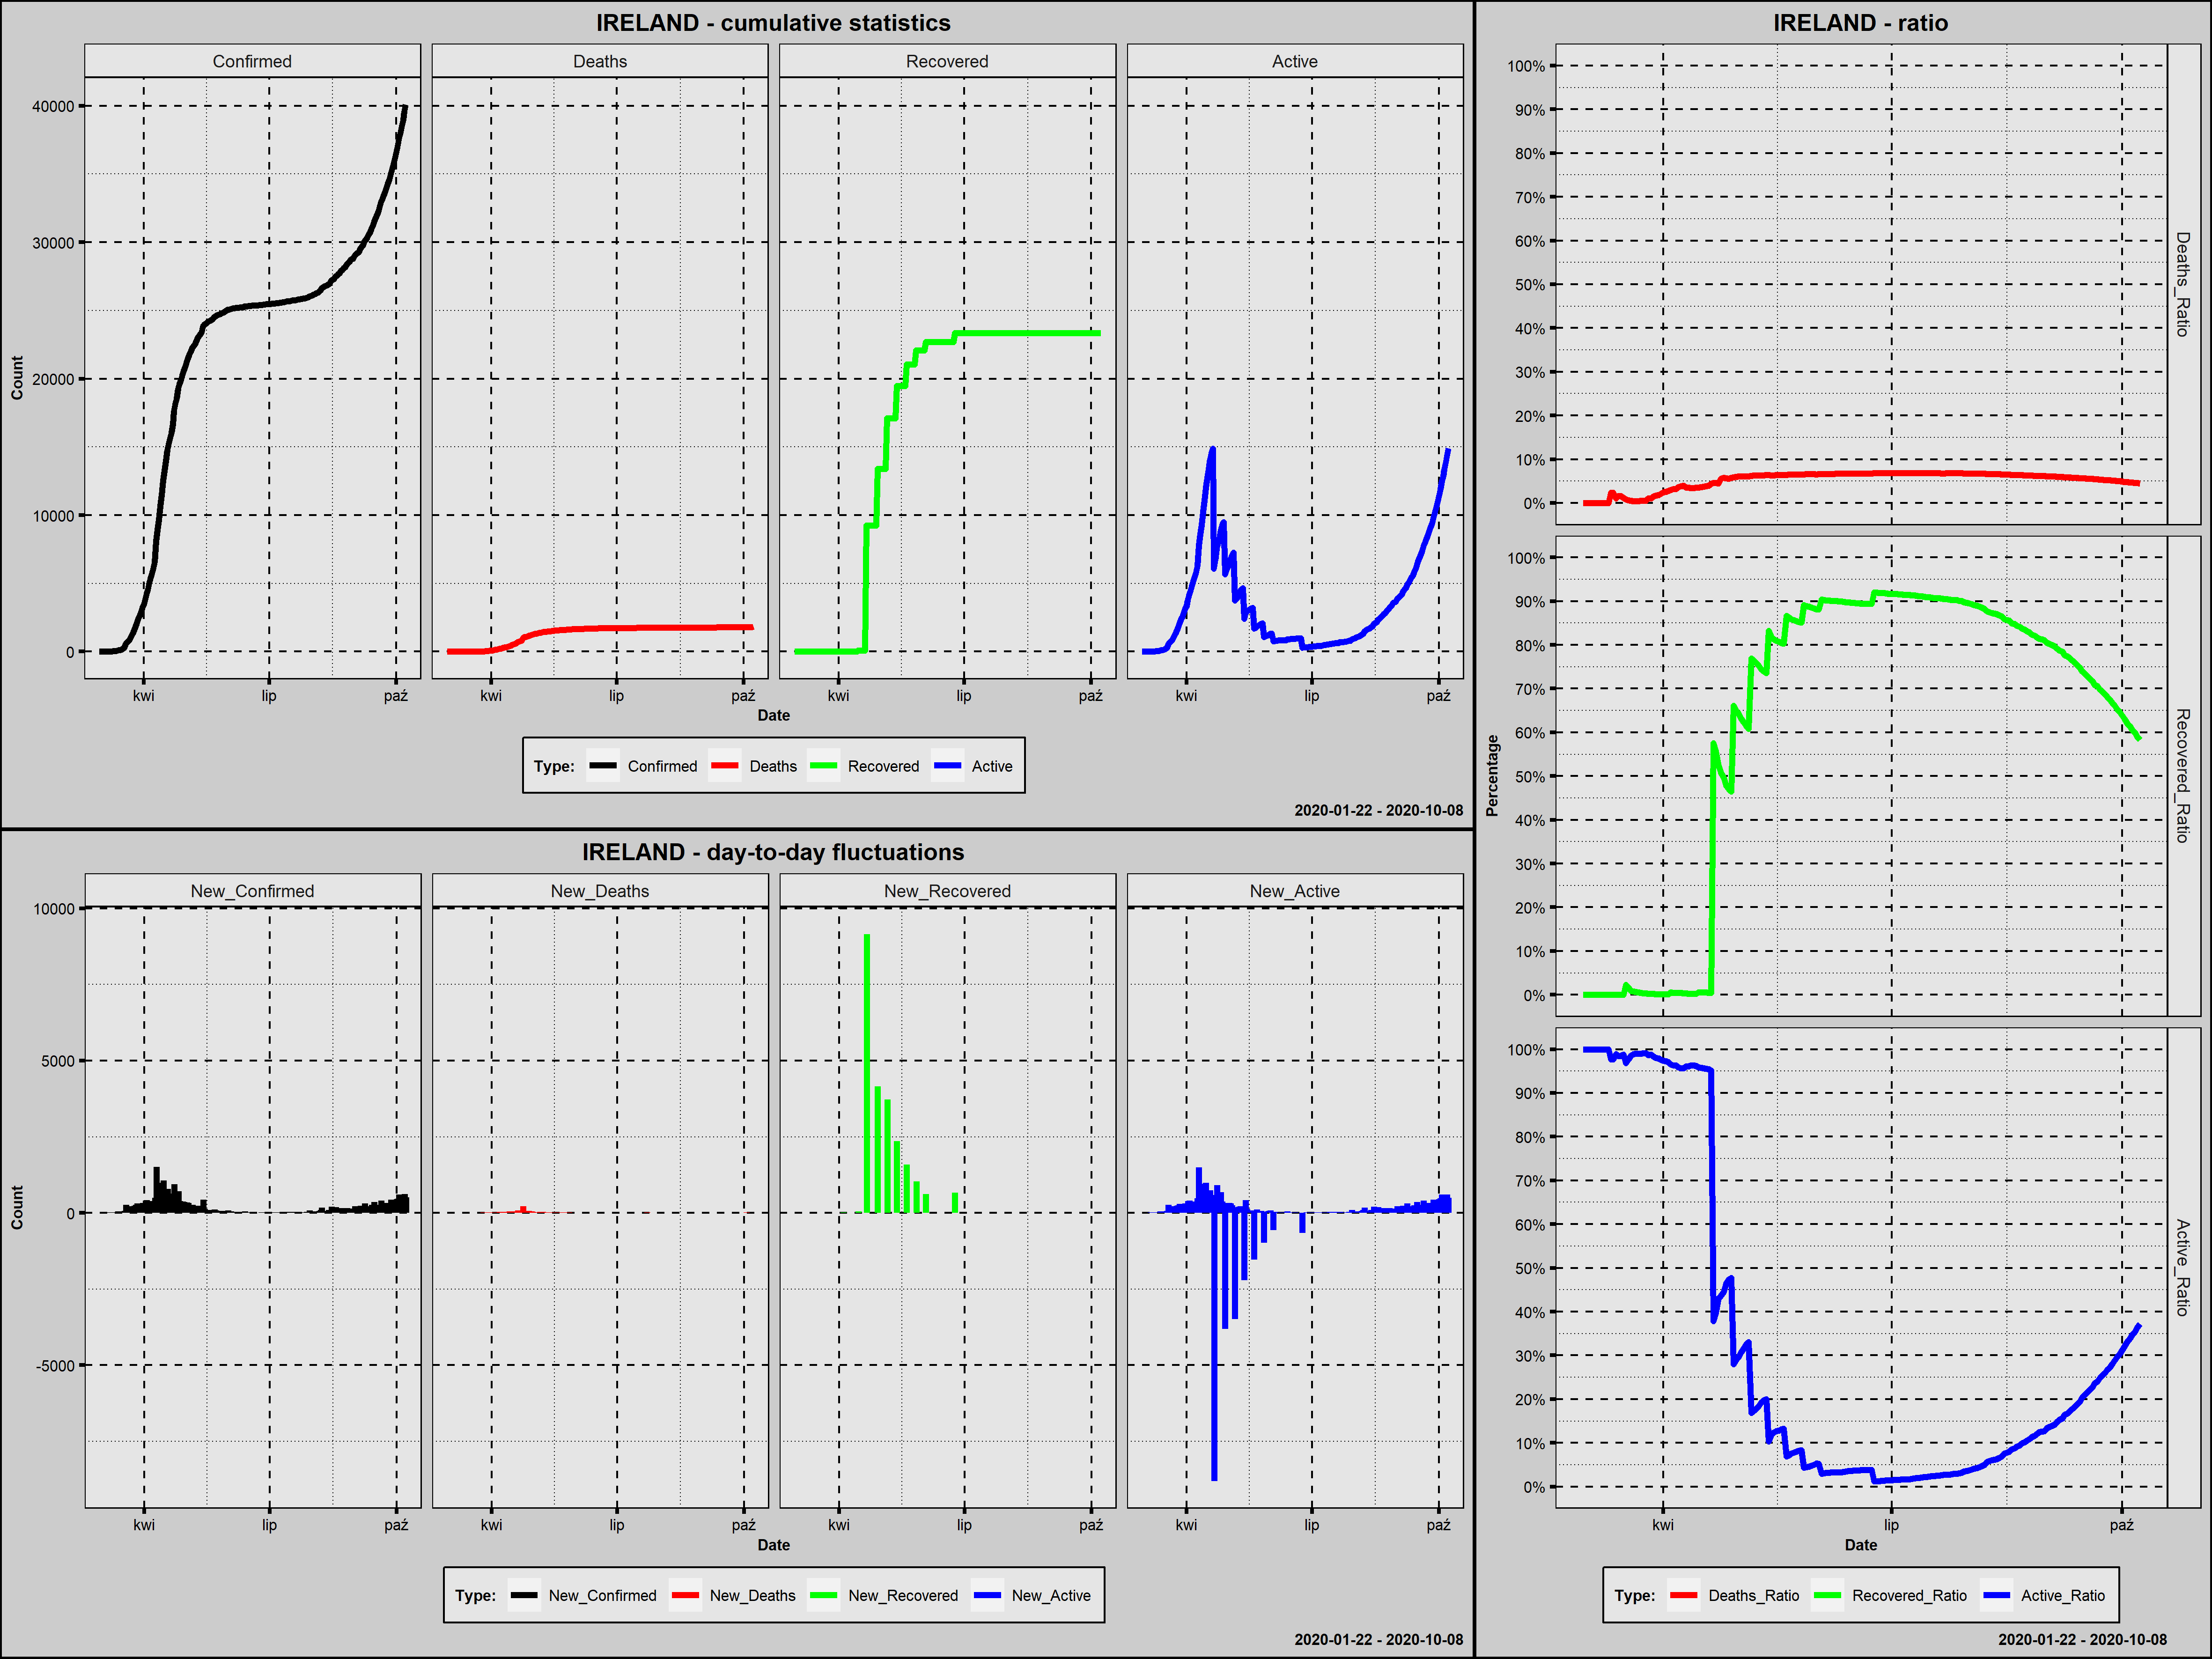 IRELAND - cumulative statistics
Confirmed Deaths Recovered Active
40000
30000
20000
10000
0
Count
kwi lip paź kwi lip paź kwi lip paź kwi lip paź
Date
Type: Confirmed Deaths Recovered Active
2020-01-22 - 2020-10-08
IRELAND - day-to-day fluctuations
New_Confirmed New_Deaths New_Recovered New_Active
10000
5000
0
-5000
Count
kwi lip paź kwi lip paź kwi lip paź kwi lip paź
Date
Type: New_Confirmed New_Deaths New_Recovered New_Active
2020-01-22 - 2020-10-08
IRELAND - ratio
100%
90%
80%
70%
60%
50%
40%
30%
20%
10%
0%
Deaths_Ratio
100%
90%
80%
70%
60%
50%
40%
30%
20%
10%
0%
Recovered_Ratio
Percentage
100%
90%
80%
70%
60%
50%
40%
30%
20%
10%
0%
Active_Ratio
kwi lip paź
Date
Type: Deaths_Ratio Recovered_Ratio Active_Ratio
2020-01-22 - 2020-10-08